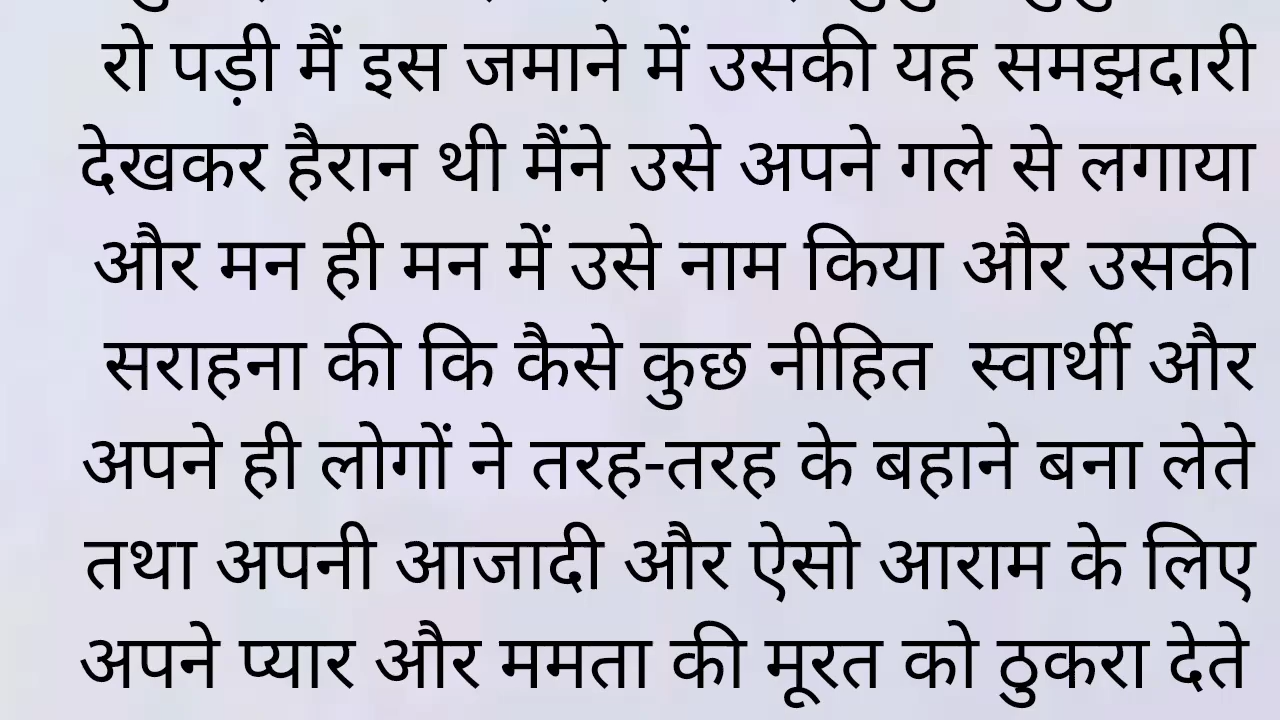 रो पड़ी मैं इस जमाने में उसकी यह समझदारी
देखकर हैरान थी मैंने उसे अपने गले से लगाया
और मन ही मन में उसे नाम किया और उसकी
सराहना की कि कैसे कुछ नीहित स्वार्थी और
अपने ही लोगों ने तरह-तरह के बहाने बना लेते
तथा अपनी आजादी और ऐसो आराम के लिए
अपने प्यार और ममता की मूरत को ठुकरा देते